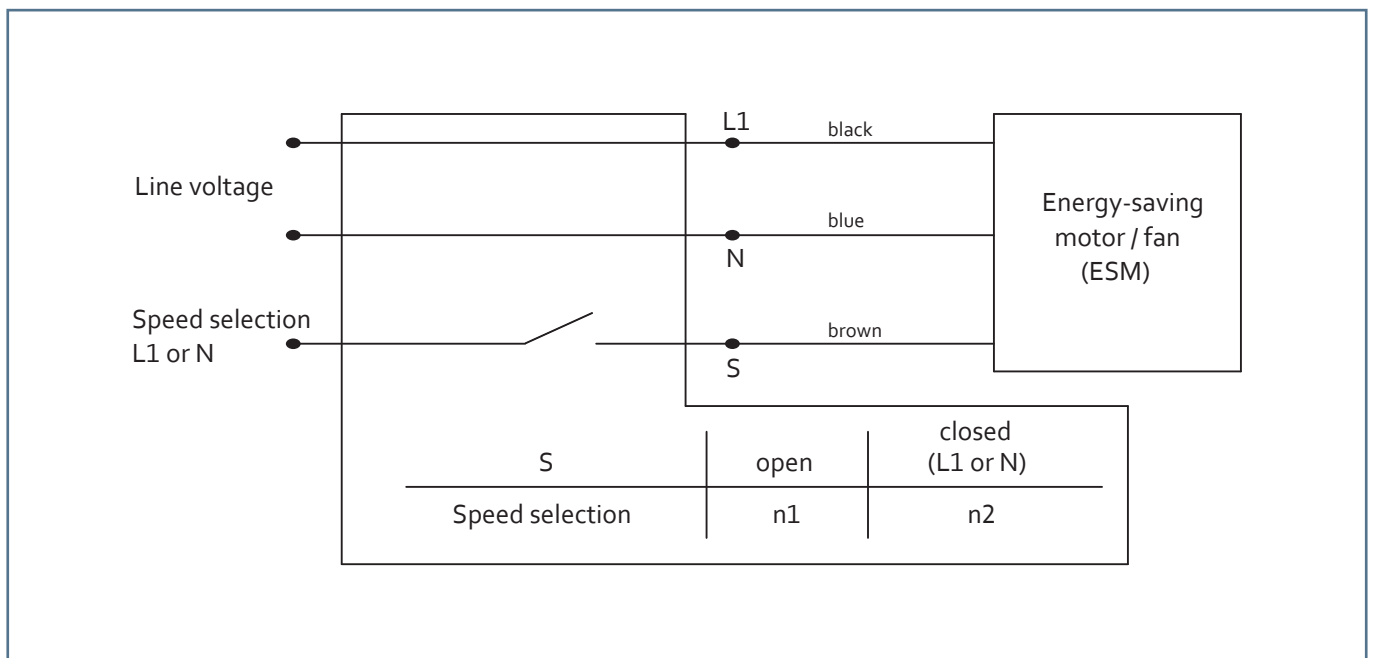 L1
black
Line voltage
Energy-saving
motor / fan
(ESM)
blue
N
Speed selection
L1 or N
brown
S
closed
S
open
(L1 or N)
Speed selection
n1
n2